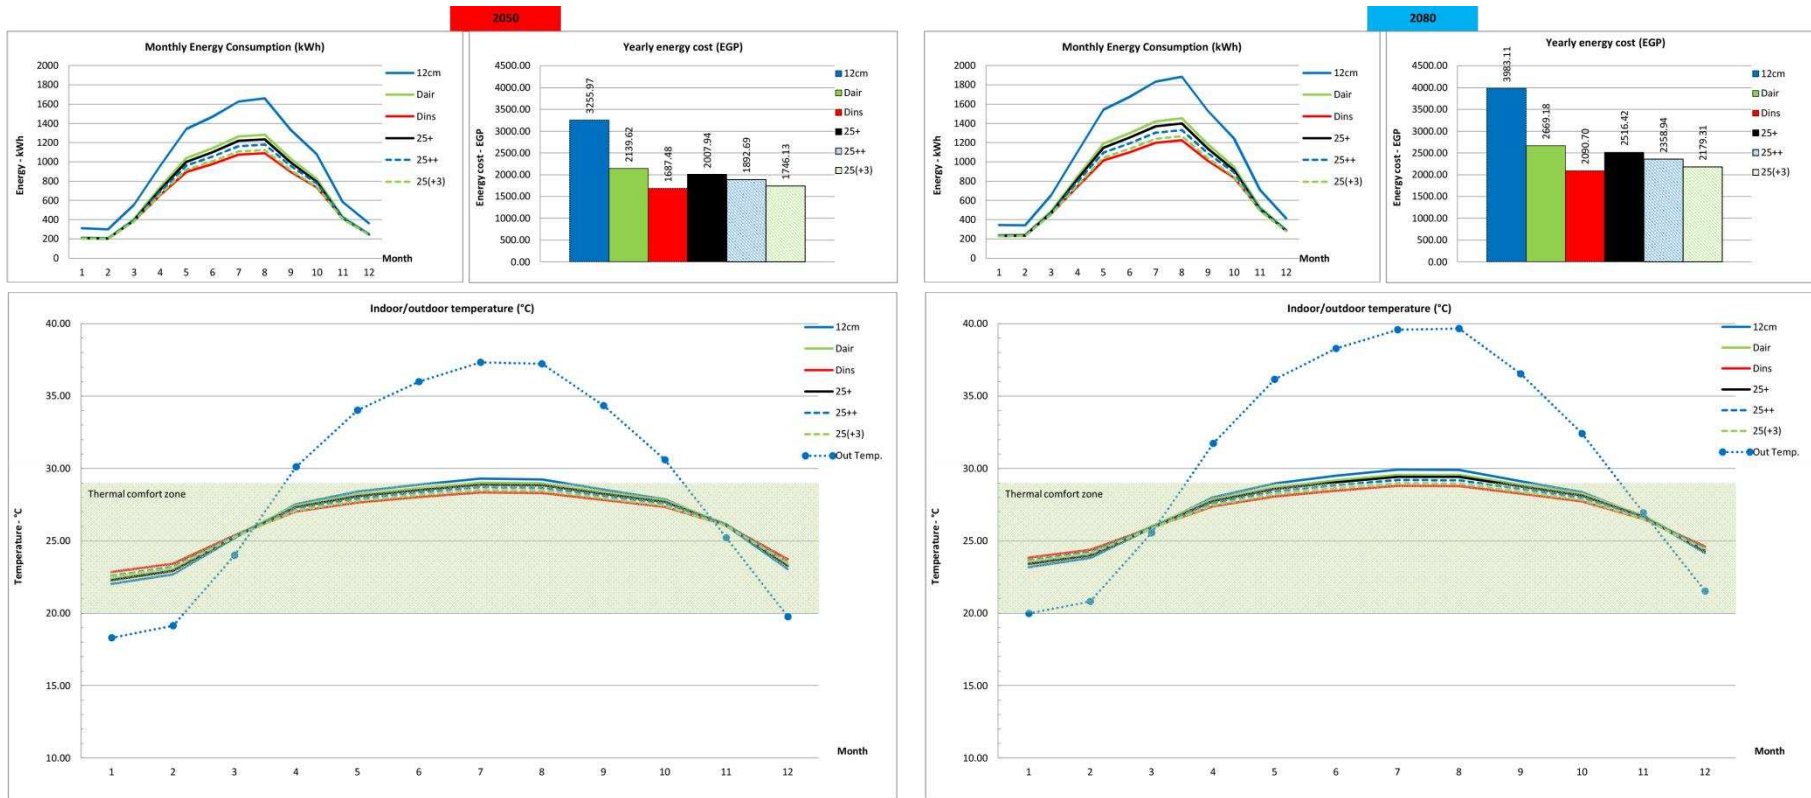 2050
Monthly Energy Consumption (kWh)
Energy - kWh
2000
1800
1600
1400
1200
1000
800
600
400
200
0
1 2 3 4 5 6 7 8 9 10 11 12
Month
12cm
Dair
Dins
25+
25++
25(+3)
Yearly energy cost (EGP)
Energy cost - EGP
4500.00
4000.00
3500.00
3000.00
2500.00
2000.00
1500.00
1000.00
500.00
0.00
3255.97
2139.62
1687.48
2007.94
1892.69
1746.13
12cm
Dair
Dins
25+
25++
25(+3)
Indoor/outdoor temperature (°C)
Temperature - °C
40.00
35.00
30.00
25.00
20.00
15.00
10.00
Thermal comfort zone
1 2 3 4 5 6 7 8 9 10 11 12
Month
12cm
Dair
Dins
25+
25++
25(+3)
Out Temp.
2080
Monthly Energy Consumption (kWh)
Energy - kWh
2000
1800
1600
1400
1200
1000
800
600
400
200
0
1 2 3 4 5 6 7 8 9 10 11 12
Month
12cm
Dair
Dins
25+
25++
25(+3)
Yearly energy cost (EGP)
Energy cost - EGP
4500.00
4000.00
3500.00
3000.00
2500.00
2000.00
1500.00
1000.00
500.00
0.00
3983.11
2669.18
2090.70
2516.42
2358.94
2179.31
12cm
Dair
Dins
25+
25++
25(+3)
Indoor/outdoor temperature (°C)
Temperature - °C
40.00
35.00
30.00
25.00
20.00
15.00
10.00
Thermal comfort zone
1 2 3 4 5 6 7 8 9 10 11 12
Month
12cm
Dair
Dins
25+
25++
25(+3)
Out Temp.